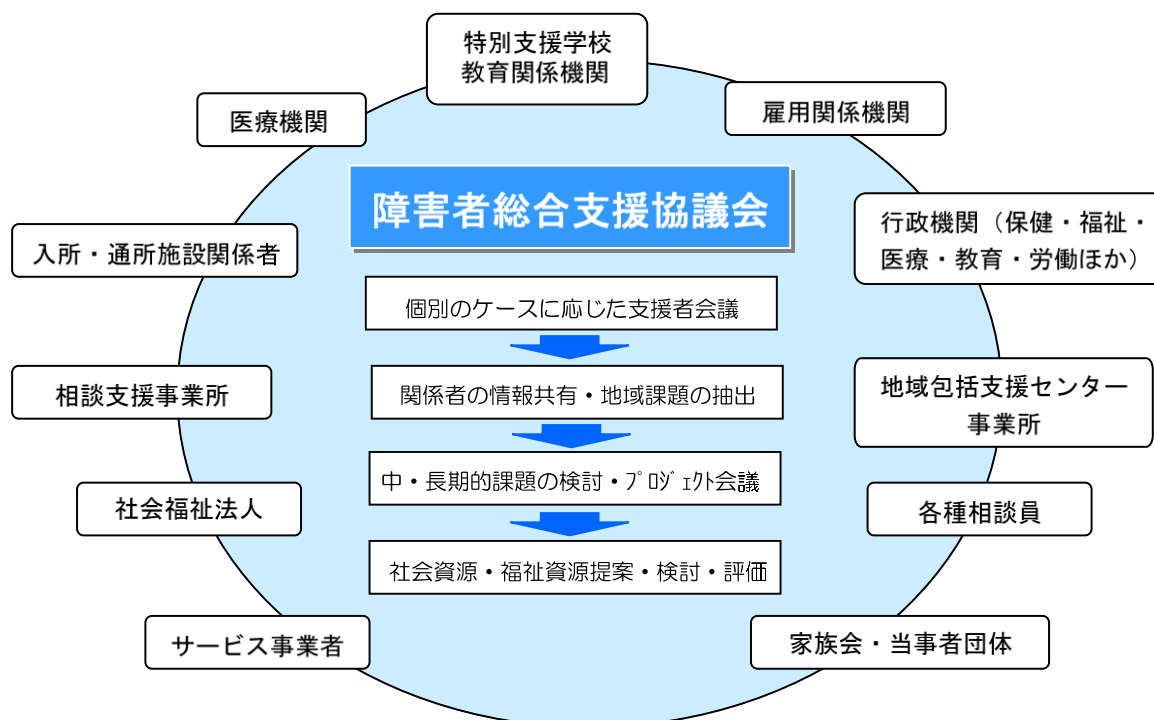 特別支援学校
教育関係機関
医療機関
雇用関係機関
障害者総合支援協議会
入所・通所施設関係者
行政機関（保健・福祉・
医療・教育・労働ほか）
個別のケースに応じた支援者会議
相談支援事業所
関係者の情報共有・地域課題の抽出
地域包括支援センター
事業所
中・長期的課題の検討・ﾌﾟﾛｼﾞｪｸﾄ会議
社会福祉法人
各種相談員
社会資源・福祉資源提案・検討・評価
サービス事業者
家族会・当事者団体